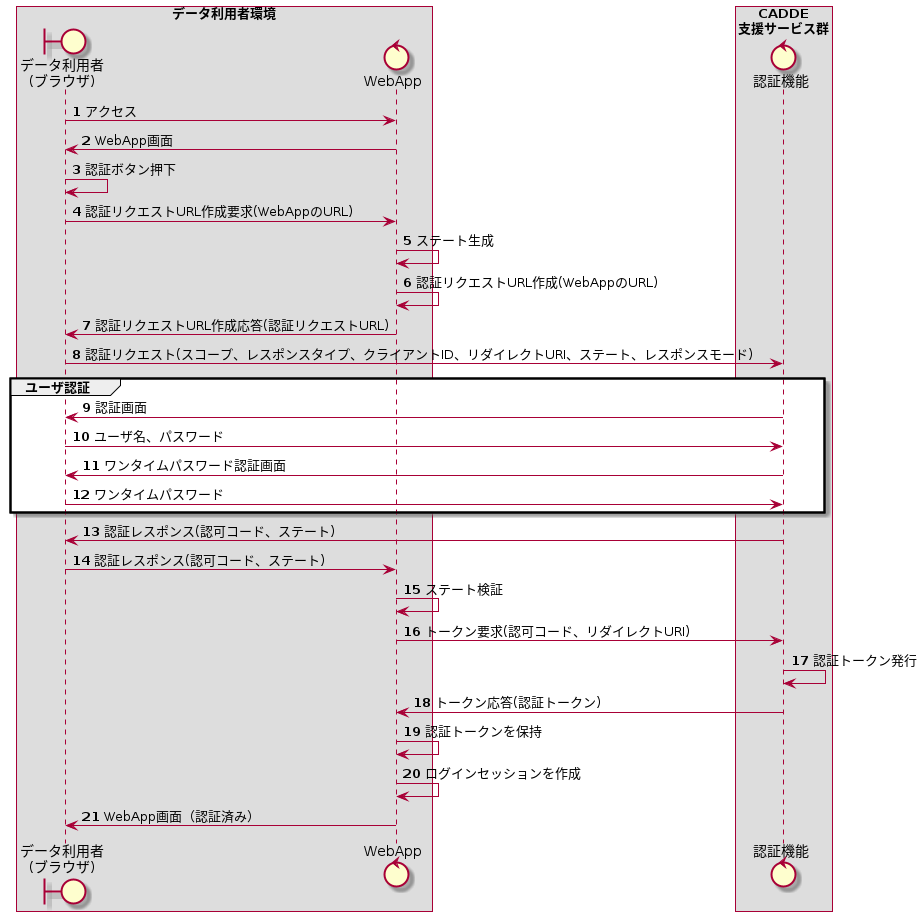 データ利用者環境
CADDE
支援サービス群
データ利用者
(ブラウザ)
WebApp
認証機能
1 アクセス
2 WebApp画面
3 認証ボタン押下
4 認証リクエストURL作成要求(WebAppのURL)
5 ステート生成
6 認証リクエストURL作成(WebAppのURL)
7 認証リクエストURL作成応答(認証リクエストURL)
8 認証リクエスト(スコープ、レスポンスタイプ、クライアントID、リダイレクトURI、ステート、レスポンスモード)
ユーザ認証
9 認証画面
10 ユーザ名、パスワード
11 ワンタイムパスワード認証画面
12 ワンタイムパスワード
13 認証レスポンス(認可コード、ステート)
14 認証レスポンス(認可コード、ステート)
15 ステート検証
16 トークン要求(認可コード、リダイレクトURI)
17 認証トークン発行
18 トークン応答(認証トークン)
19 認証トークンを保持
20 ログインセッションを作成
21 WebApp画面（認証済み）
データ利用者
(ブラウザ)
WebApp
認証機能